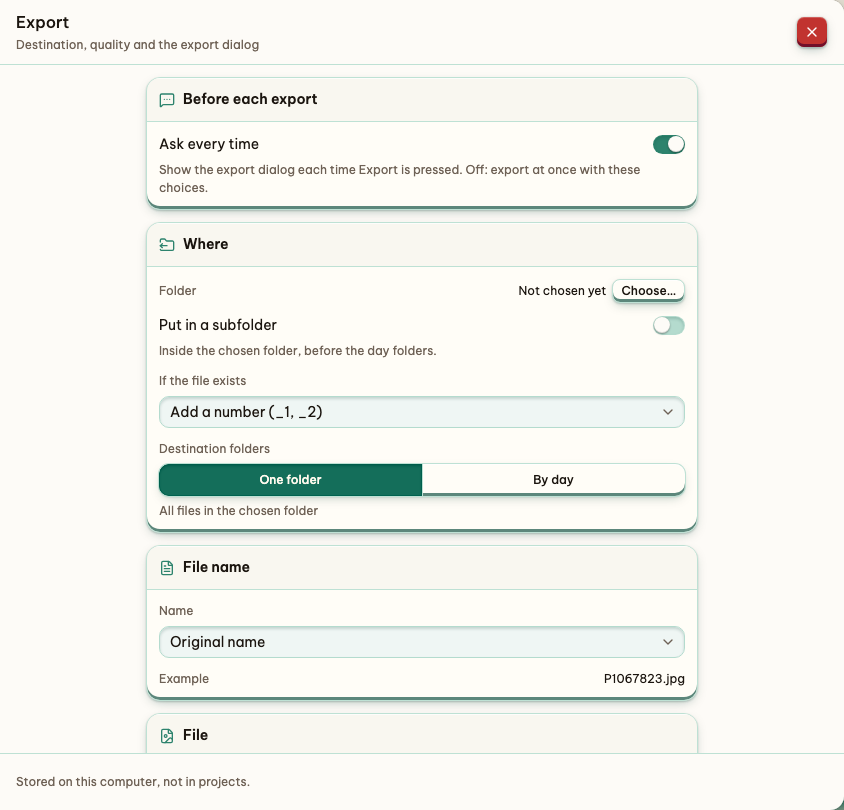 Export
Destination, quality and the export dialog
Before each export
Ask every time
Show the export dialog each time Export is pressed. Off: export at once with these
choices.
Where
Folder
Not chosen yet
Choose...
Put in a subfolder
Inside the chosen folder, before the day folders.
If the file exists
Add a number (_1, _2)
Destination folders
One folder
By day
All files in the chosen folder
File name
Name
Original name
Example
P1067823.jpg
File
Stored on this computer, not in projects.